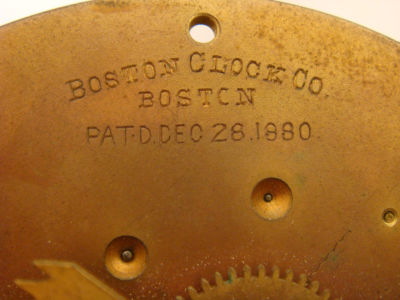 BOSTON CLOCK CO.
BOSTON
PAT·D. DEC 28. 1880.